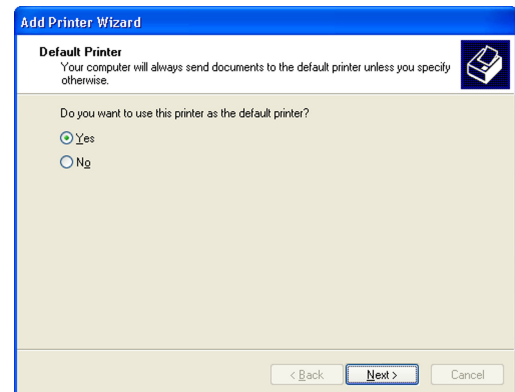 Add Printer Wizard
Default Printer
Your computer will always send documents to the default printer unless you specify
otherwise.
Do you want to use this printer as the default printer?
Yes
No
< Back
Next >
Cancel